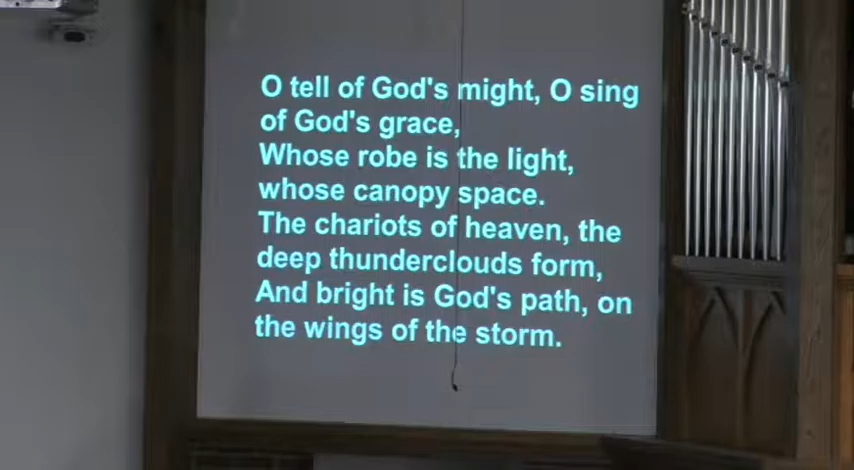 O tell of God's might, O sing
of God's grace,
Whose robe is the light,
whose canopy space.
The chariots of heaven, the
deep thunderclouds form,
And bright is God's path, on
the wings of the storm.